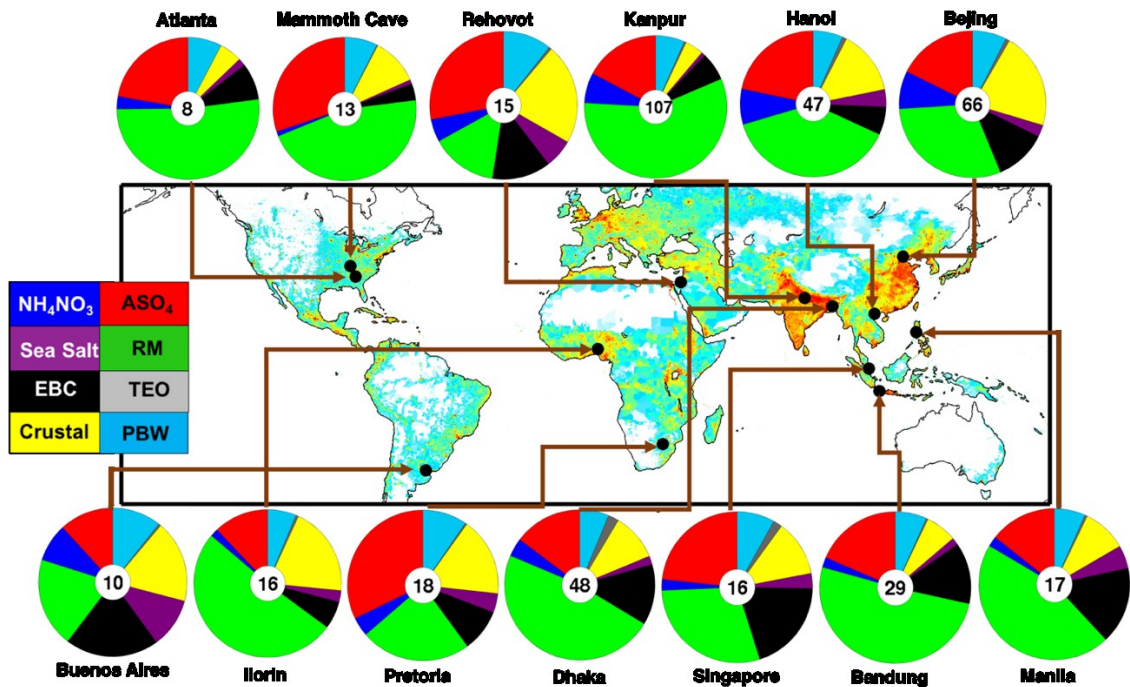 Atlanta Mammoth Cave Rehovot Kanpur Hanoi Bejing
8 13 15 107 47 66
NH₄NO₃ ASO₄
Sea Salt RM
EBC TEO
Crustal PBW
10 16 18 48 16 29 17
Buenos Aires Ilorin Pretoria Dhaka Singapore Bandung Manila